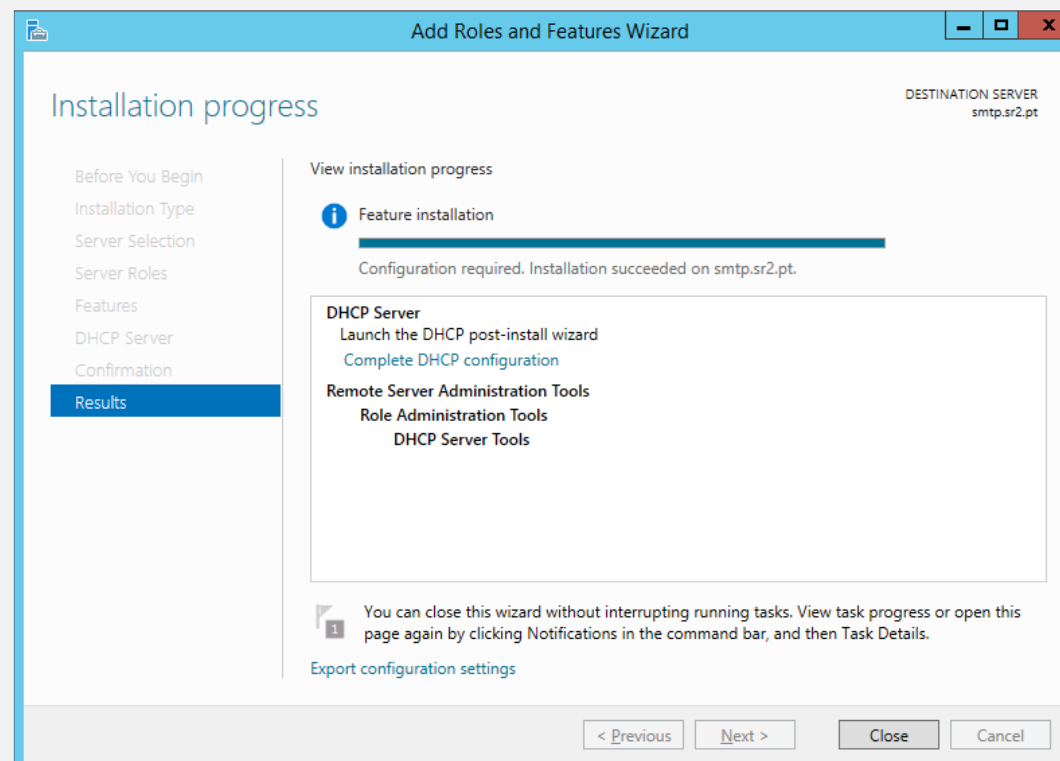 Add Roles and Features Wizard
Installation progress
DESTINATION SERVER
smtp.sr2.pt
Before You Begin
Installation Type
Server Selection
Server Roles
Features
DHCP Server
Confirmation
Results
View installation progress
Feature installation
Configuration required. Installation succeeded on smtp.sr2.pt.
DHCP Server
Launch the DHCP post-install wizard
Complete DHCP configuration
Remote Server Administration Tools
Role Administration Tools
DHCP Server Tools
1
You can close this wizard without interrupting running tasks. View task progress or open this
page again by clicking Notifications in the command bar, and then Task Details.
Export configuration settings
< Previous
Next >
Close
Cancel